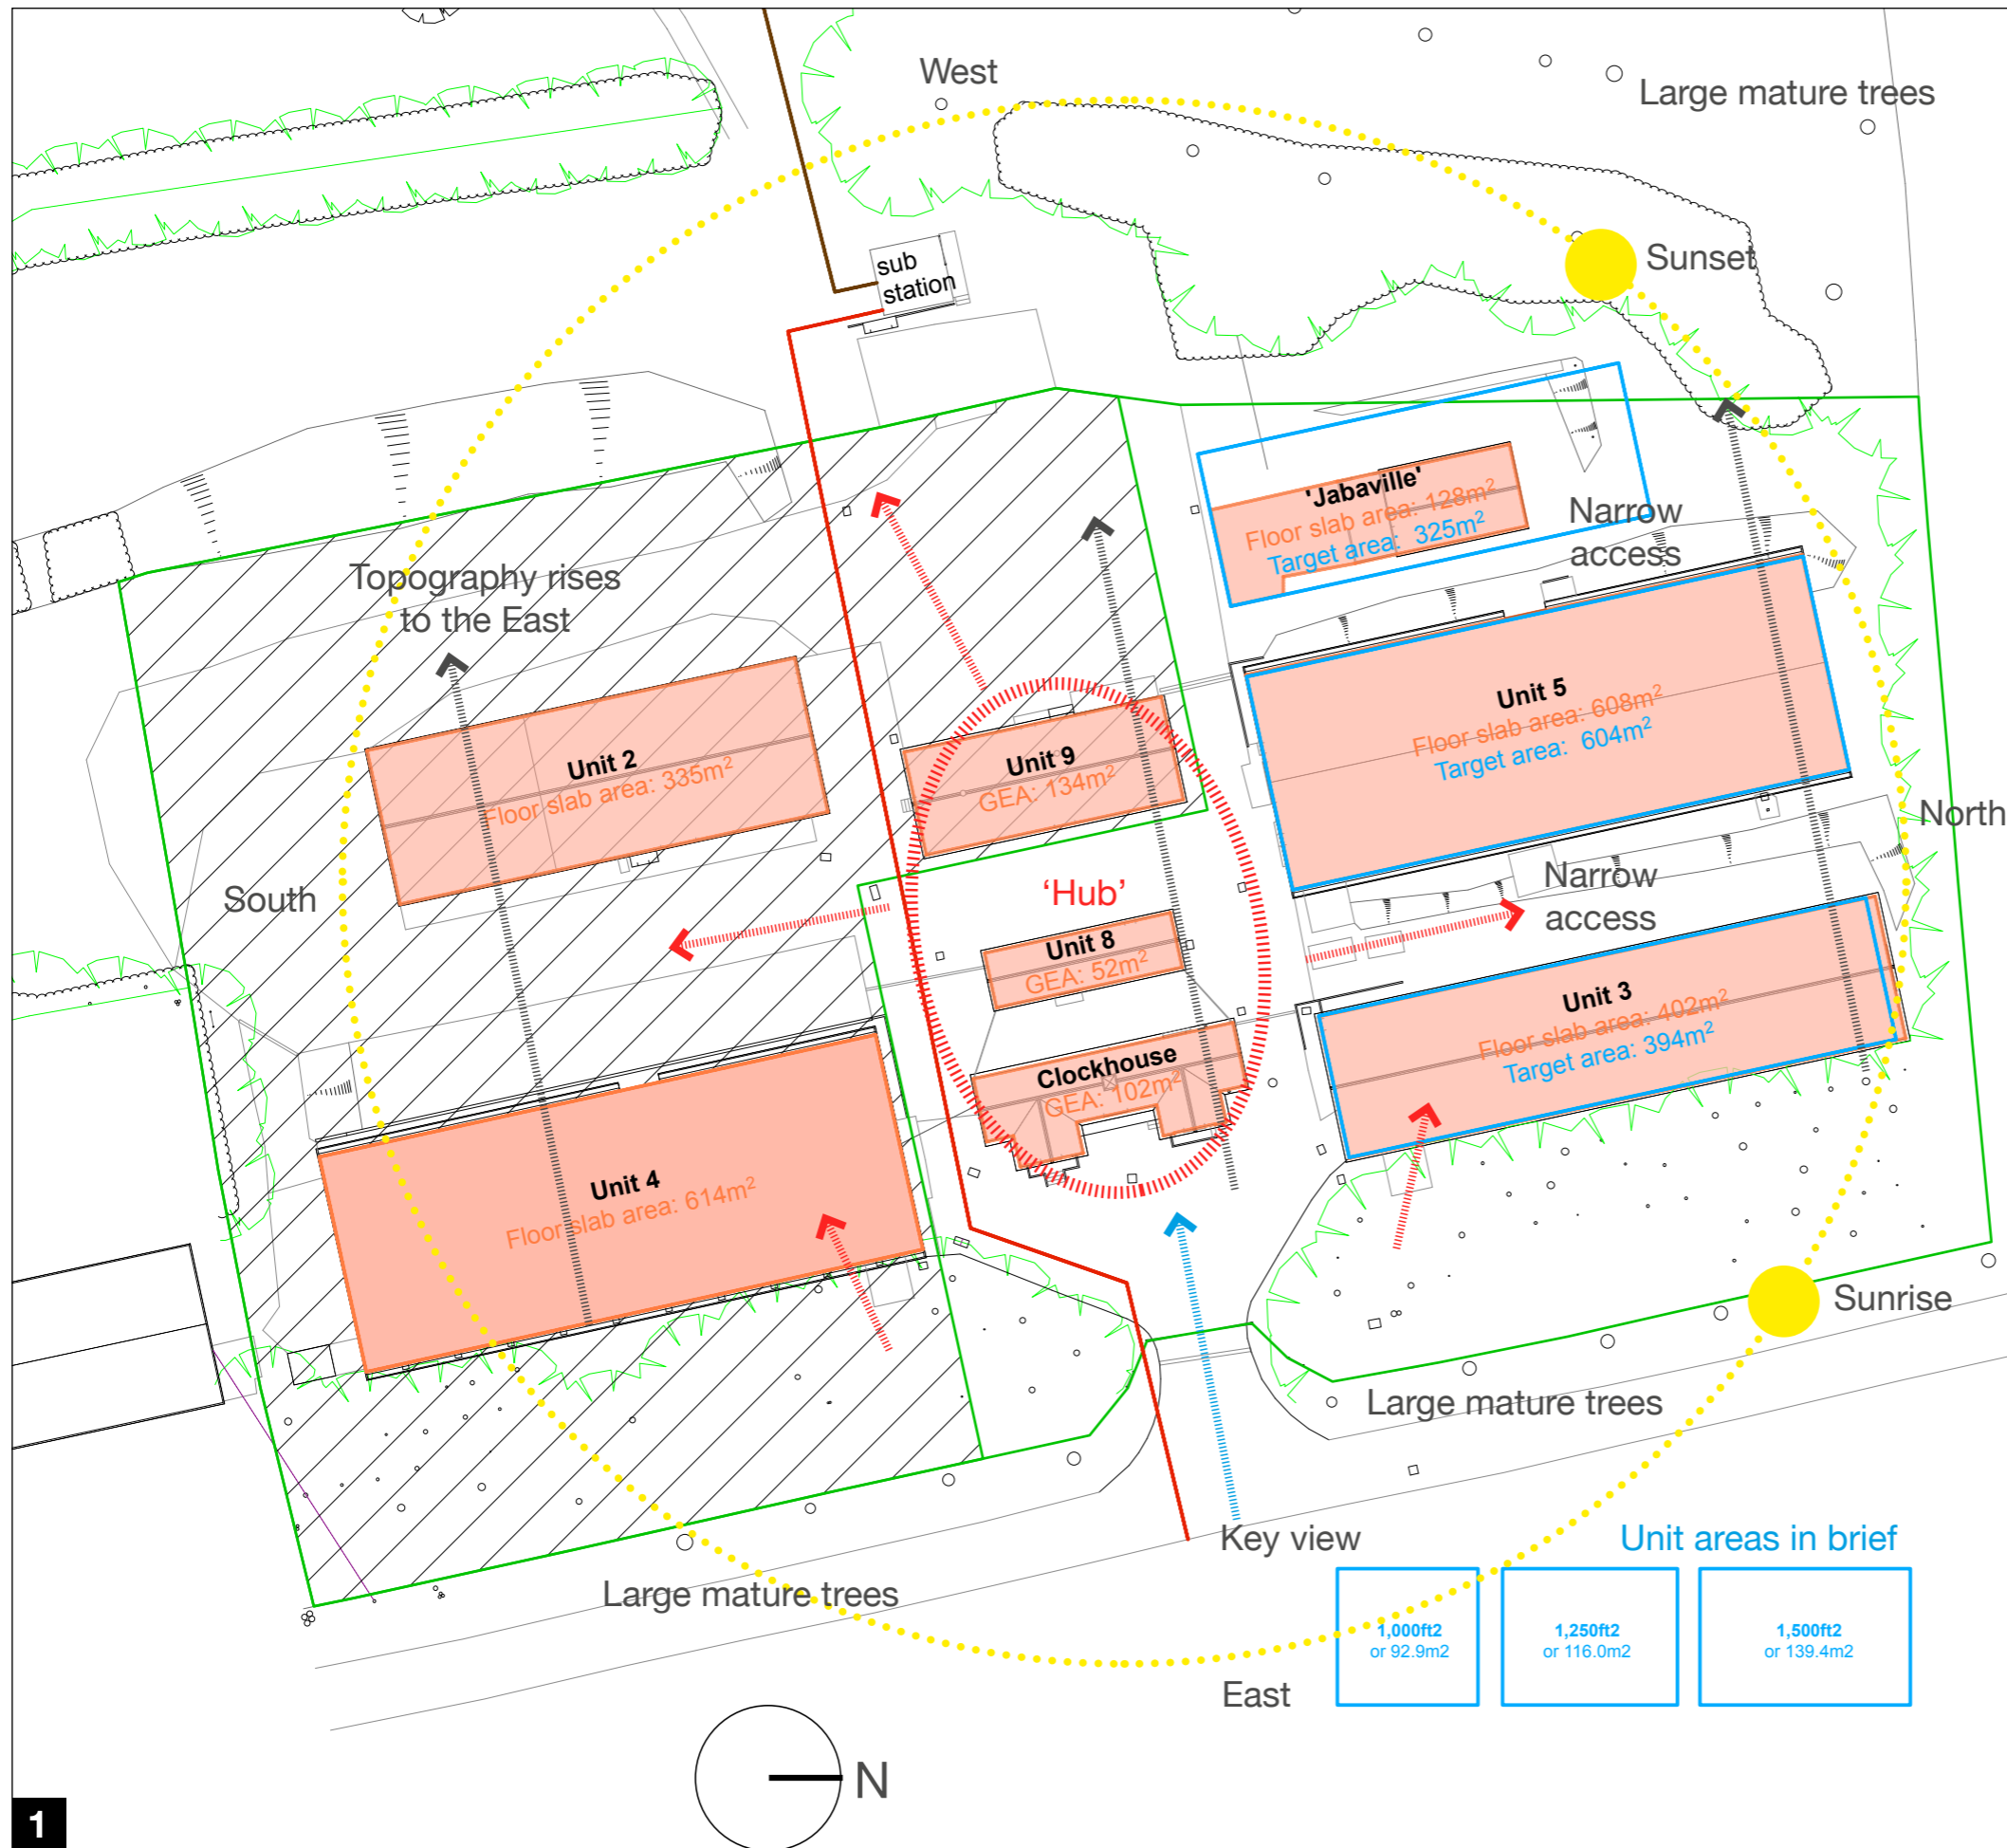 West
Large mature trees
Sunset
sub
station
'Jabaville'
Floor slab area: 128m²
Target area: 325m²
Narrow
access
Topography rises
to the East
Unit 5
Floor slab area: 608m²
Target area: 604m²
Unit 2
Floor slab area: 335m²
Unit 9
GEA: 134m²
North
South
‘Hub’
Narrow
access
Unit 8
GEA: 52m²
Unit 3
Floor slab area: 402m²
Target area: 394m²
Clockhouse
GEA: 102m²
Unit 4
Floor slab area: 614m²
Sunrise
Large mature trees
Key view
Unit areas in brief
Large mature trees
1,000ft2
or 92.9m2
1,250ft2
or 116.0m2
1,500ft2
or 139.4m2
East
N
1